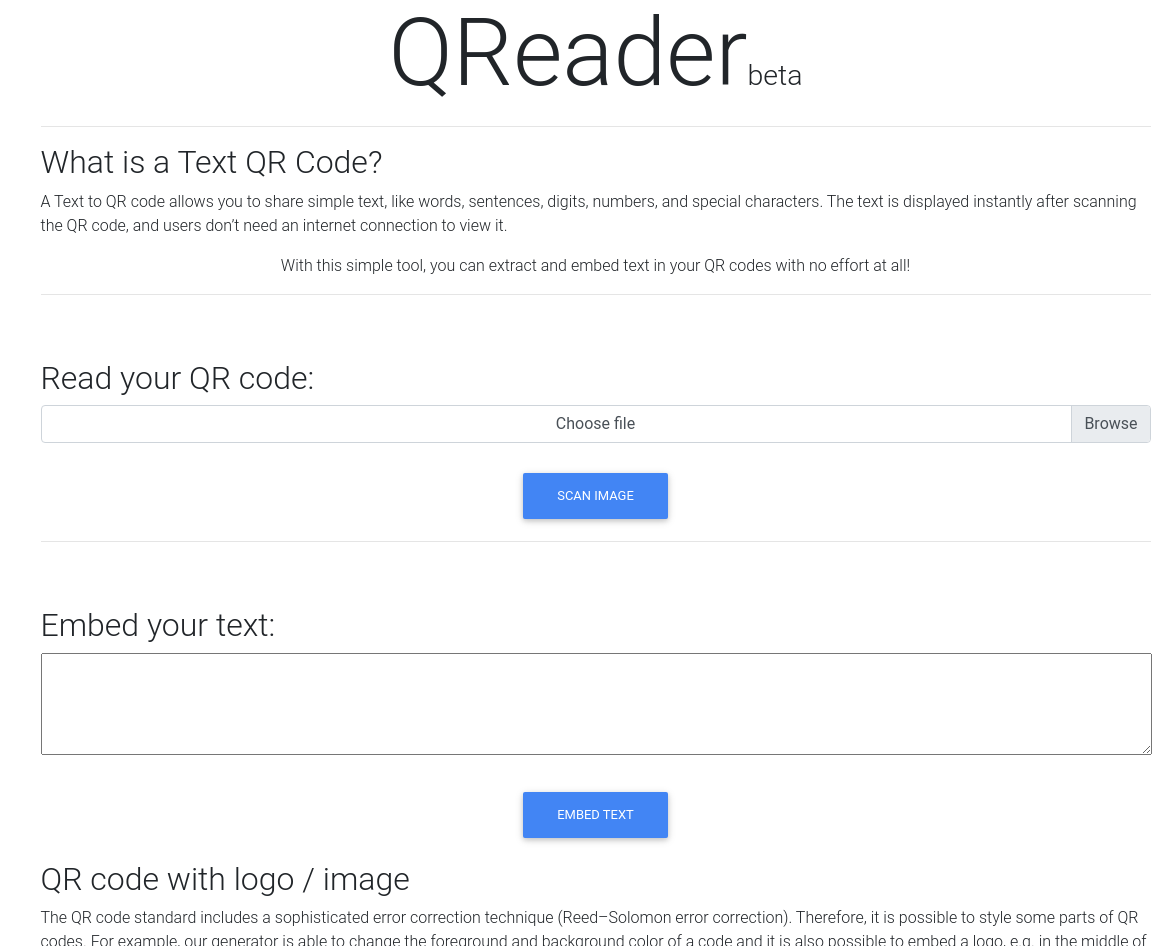 QReader beta
What is a Text QR Code?
A Text to QR code allows you to share simple text, like words, sentences, digits, numbers, and special characters. The text is displayed instantly after scanning
the QR code, and users don’t need an internet connection to view it.
With this simple tool, you can extract and embed text in your QR codes with no effort at all!
Read your QR code:
Choose file Browse
SCAN IMAGE
Embed your text:
EMBED TEXT
QR code with logo / image
The QR code standard includes a sophisticated error correction technique (Reed–Solomon error correction). Therefore, it is possible to style some parts of QR
codes. For example, our generator is able to change the foreground and background color of a code and it is also possible to embed a logo, e.g. in the middle of